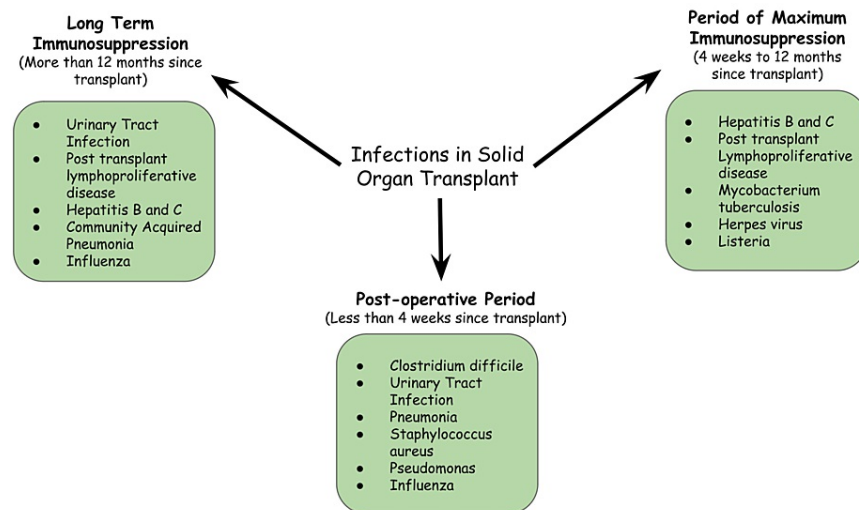 Long Term
Immunosuppression
(More than 12 months since
transplant)
● Urinary Tract
Infection
● Post transplant
lymphoproliferative
disease
● Hepatitis B and C
● Community Acquired
Pneumonia
● Influenza
Infections in Solid
Organ Transplant
Period of Maximum
Immunosuppression
(4 weeks to 12 months
since transplant)
● Hepatitis B and C
● Post transplant
Lymphoproliferative
disease
● Mycobacterium
tuberculosis
● Herpes virus
● Listeria
Post-operative Period
(Less than 4 weeks since transplant)
● Clostridium difficile
● Urinary Tract
Infection
● Pneumonia
● Staphylococcus
aureus
● Pseudomonas
● Influenza